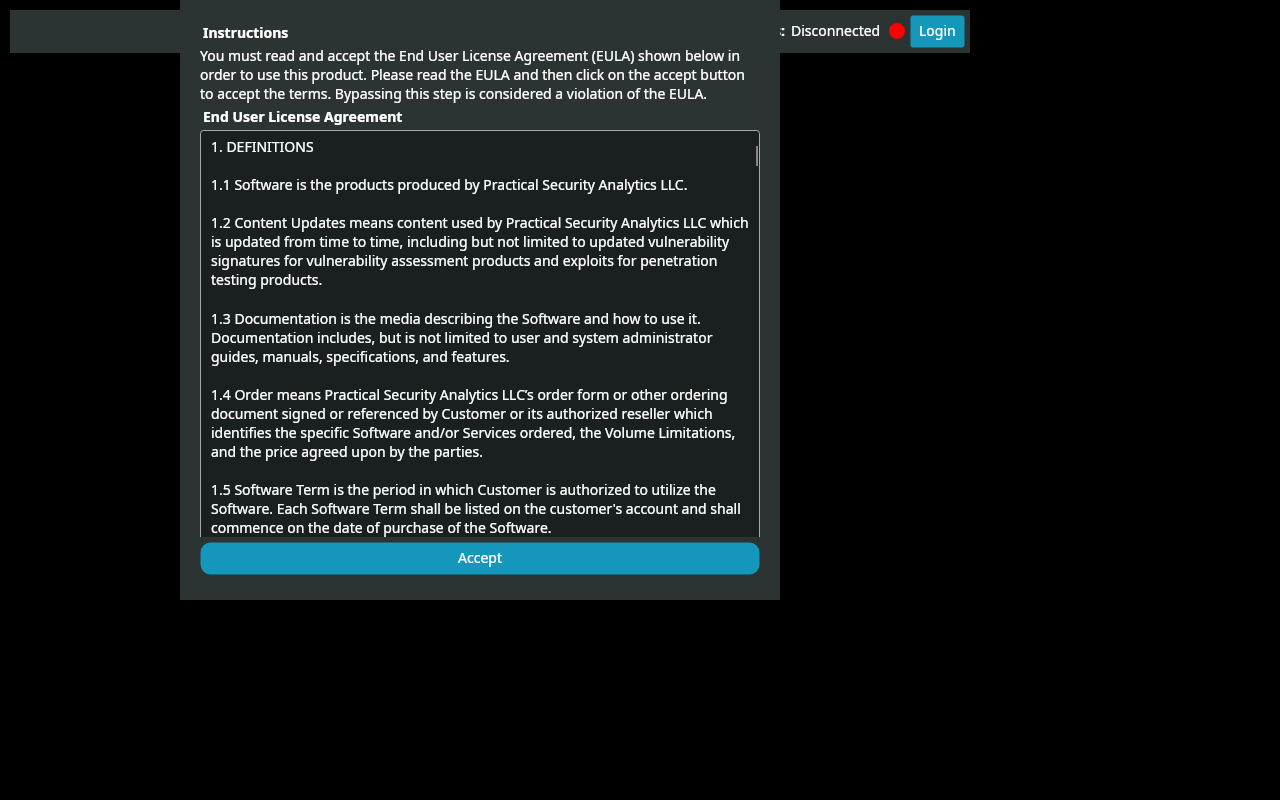 Instructions
: Disconnected
Login
You must read and accept the End User License Agreement (EULA) shown below in
order to use this product. Please read the EULA and then click on the accept button
to accept the terms. Bypassing this step is considered a violation of the EULA.
End User License Agreement
1. DEFINITIONS
1.1 Software is the products produced by Practical Security Analytics LLC.
1.2 Content Updates means content used by Practical Security Analytics LLC which
is updated from time to time, including but not limited to updated vulnerability
signatures for vulnerability assessment products and exploits for penetration
testing products.
1.3 Documentation is the media describing the Software and how to use it.
Documentation includes, but is not limited to user and system administrator
guides, manuals, specifications, and features.
1.4 Order means Practical Security Analytics LLC’s order form or other ordering
document signed or referenced by Customer or its authorized reseller which
identifies the specific Software and/or Services ordered, the Volume Limitations,
and the price agreed upon by the parties.
1.5 Software Term is the period in which Customer is authorized to utilize the
Software. Each Software Term shall be listed on the customer's account and shall
commence on the date of purchase of the Software.
Accept